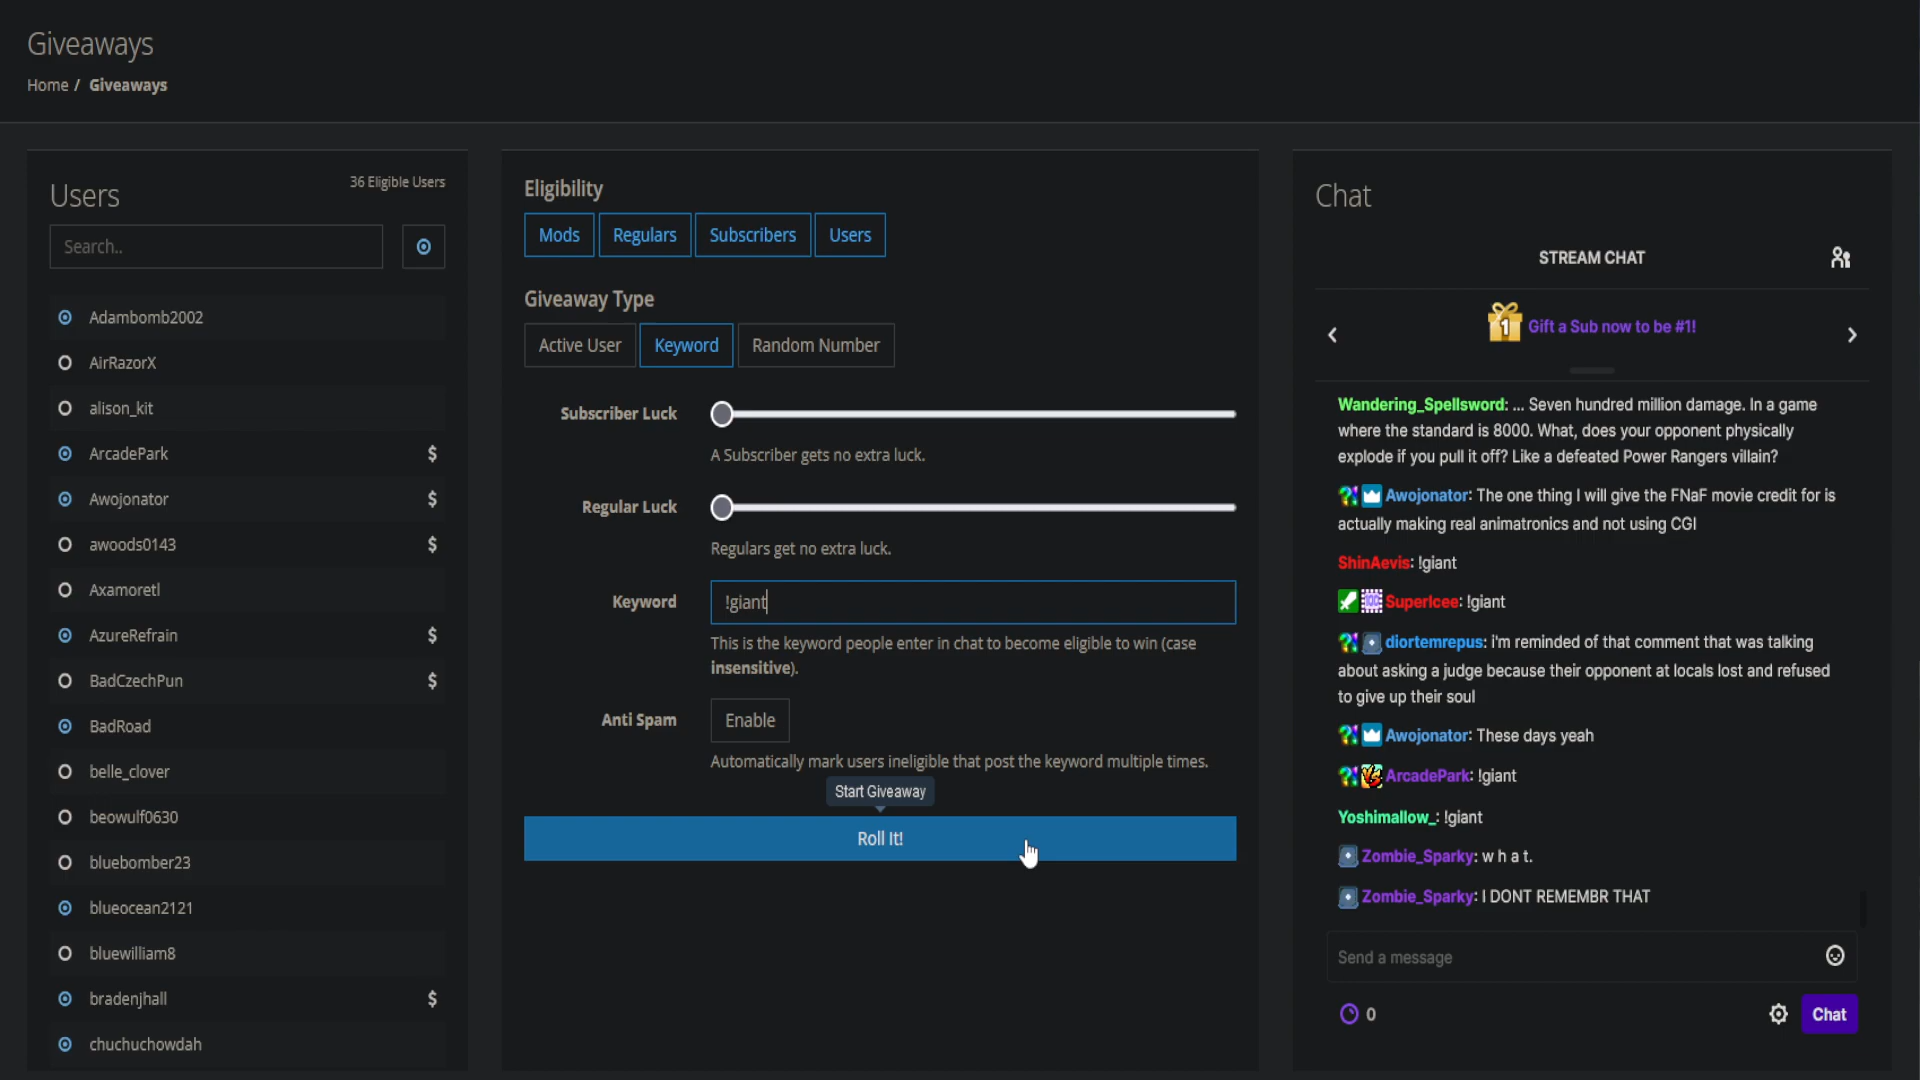 Giveaways
Home / Giveaways
Users
36 Eligible Users
Search..
Adambomb2002
AirRazorX
alison_kit
ArcadePark $
Awojonator $
awoods0143 $
Axamoretl
AzureRefrain $
BadCzechPun $
BadRoad
belle_clover
beowulf0630
bluebomber23
blueocean2121
bluewilliam8
bradenjhall $
chuchuchowdah
Eligibility
Mods Regulars Subscribers Users
Giveaway Type
Active User Keyword Random Number
Subscriber Luck
A Subscriber gets no extra luck.
Regular Luck
Regulars get no extra luck.
Keyword !giant
This is the keyword people enter in chat to become eligible to win (case
insensitive).
Anti Spam Enable
Automatically mark users ineligible that post the keyword multiple times.
Start Giveaway
Roll It!
Chat
STREAM CHAT
1 Gift a Sub now to be #1!
Wandering_Spellsword: ... Seven hundred million damage. In a game
where the standard is 8000. What, does your opponent physically
explode if you pull it off? Like a defeated Power Rangers villain?
Awojonator: The one thing I will give the FNaF movie credit for is
actually making real animatronics and not using CGI
ShinAevis: !giant
SuperIcee: !giant
diortemrepus: i'm reminded of that comment that was talking
about asking a judge because their opponent at locals lost and refused
to give up their soul
Awojonator: These days yeah
ArcadePark: !giant
Yoshimallow_: !giant
Zombie_Sparky: w h a t.
Zombie_Sparky: I DONT REMEMBR THAT
Send a message
0
Chat